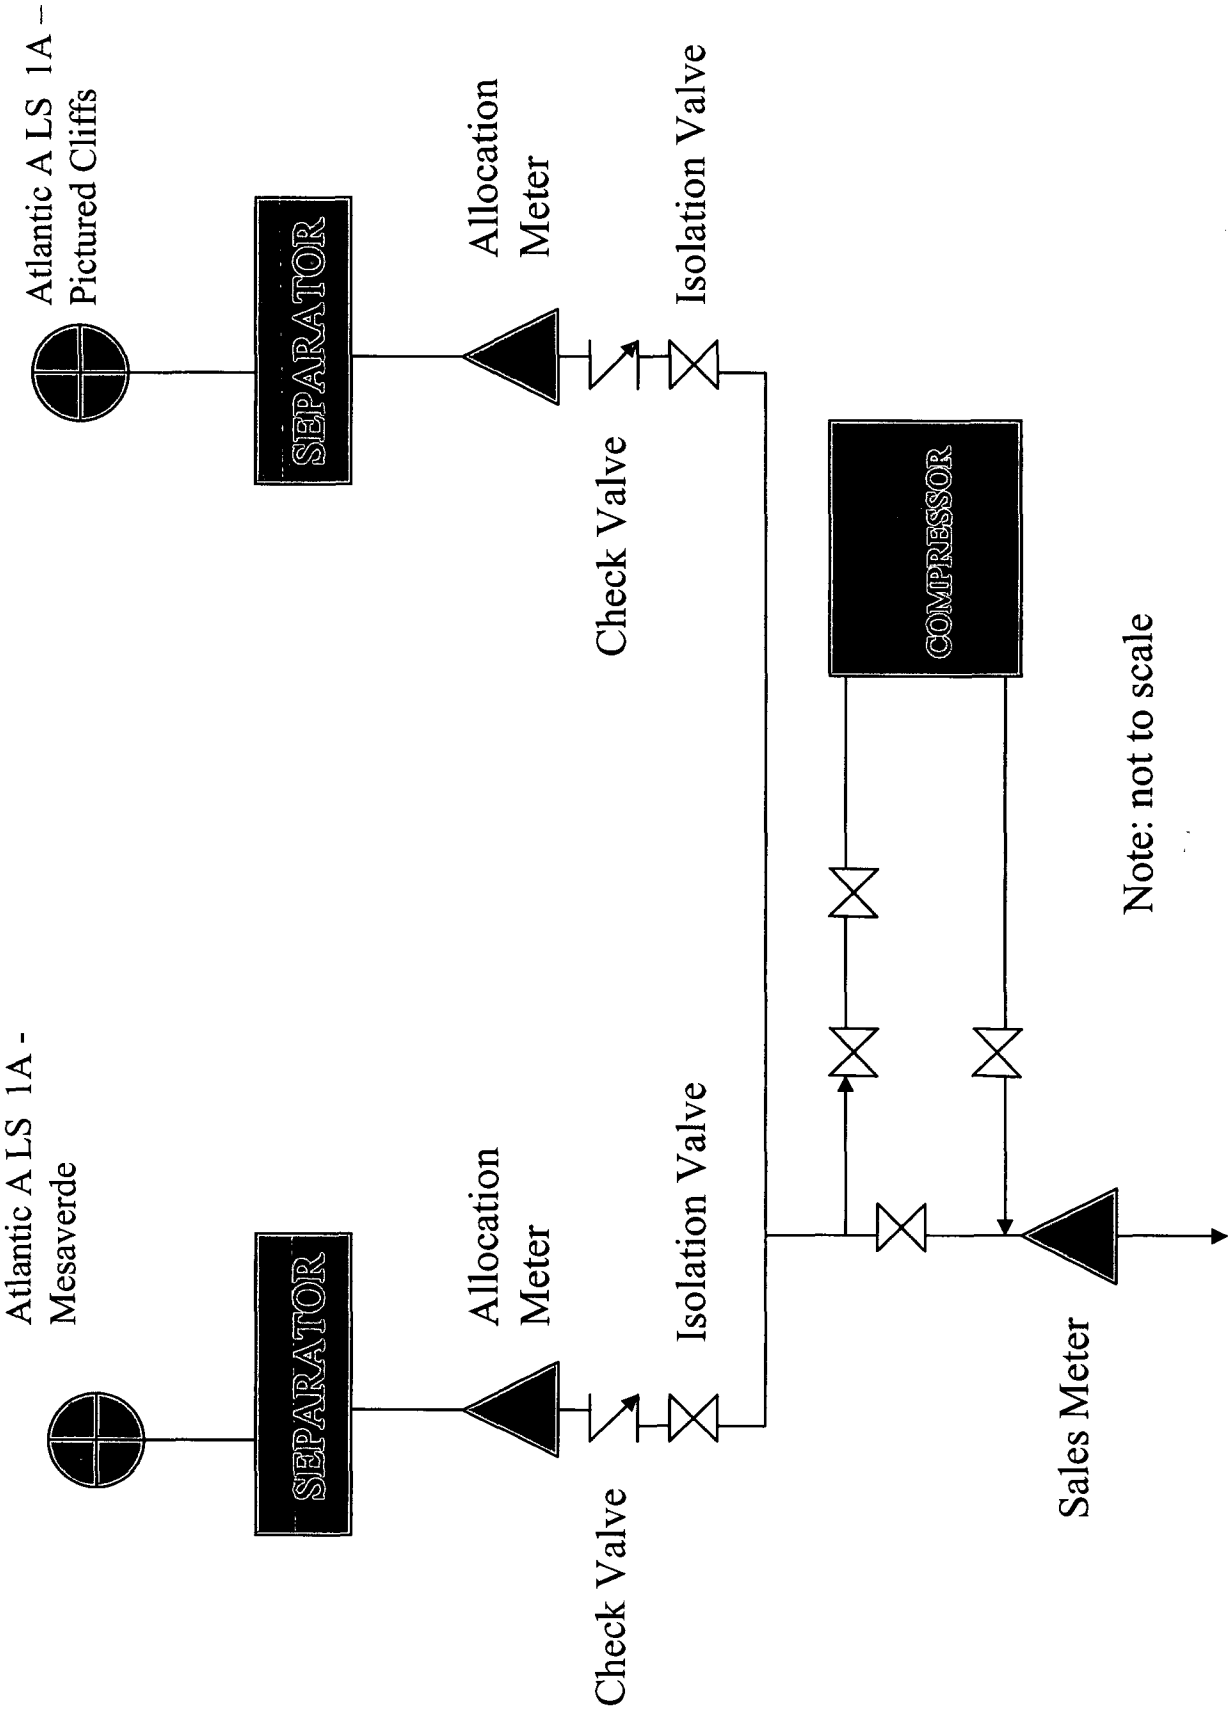 Atlantic A LS 1A -
Mesaverde
Atlantic A LS 1A –
Pictured Cliffs
SEPARATOR
SEPARATOR
Allocation
Meter
Allocation
Meter
Check Valve
Check Valve
Isolation Valve
Isolation Valve
COMPRESSOR
Sales Meter
Note: not to scale